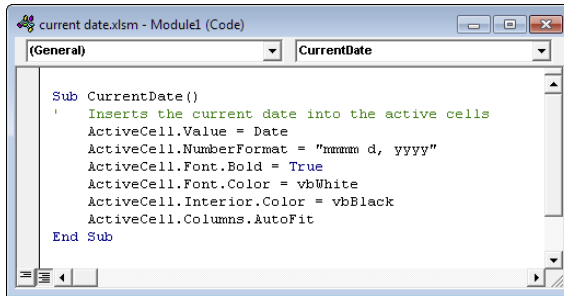 current date.xlsm - Module1 (Code)
(General) CurrentDate
Sub CurrentDate()
' Inserts the current date into the active cells
ActiveCell.Value = Date
ActiveCell.NumberFormat = "mmmm d, yyyy"
ActiveCell.Font.Bold = True
ActiveCell.Font.Color = vbWhite
ActiveCell.Interior.Color = vbBlack
ActiveCell.Columns.AutoFit
End Sub